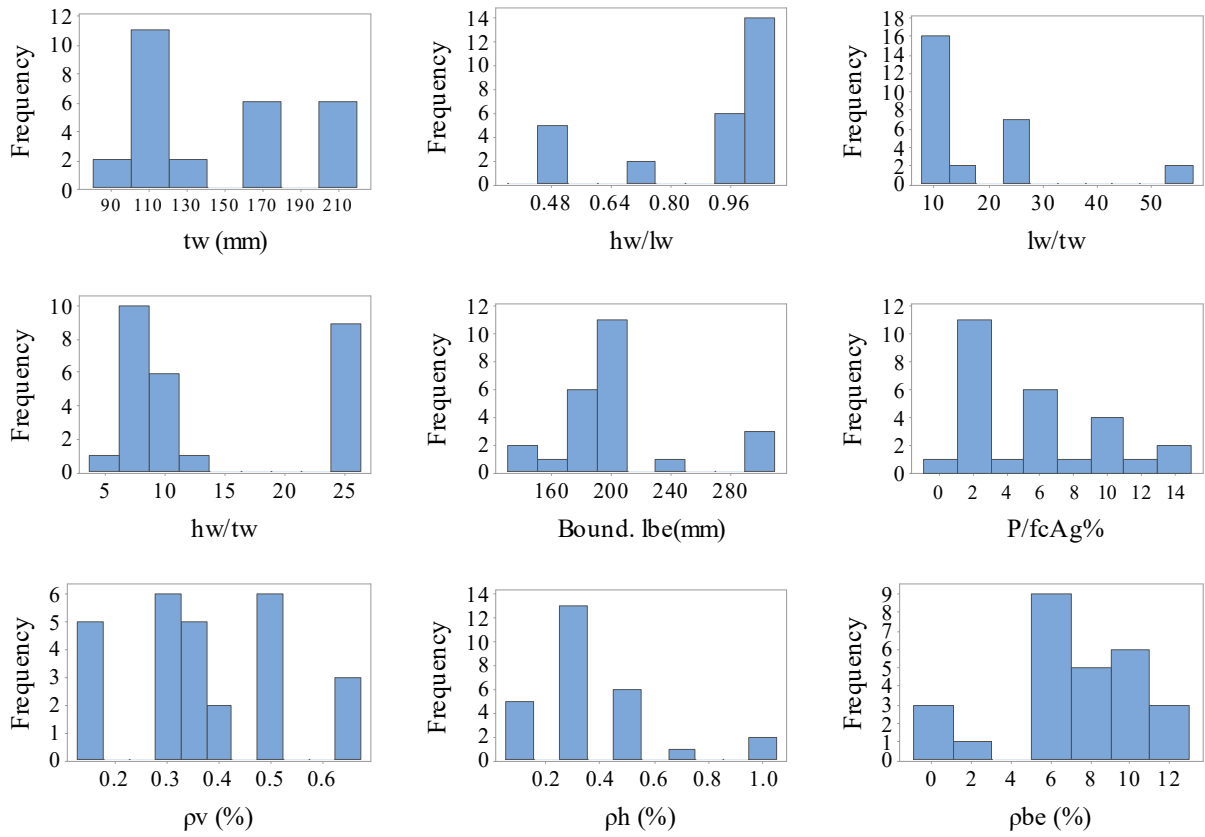 12
10
8
6
4
2
0
Frequency
90 110 130 150 170 190 210
tw (mm)
14
12
10
8
6
4
2
0
Frequency
0.48 0.64 0.80 0.96
hw/lw
18
16
14
12
10
8
6
4
2
0
Frequency
10 20 30 40 50
lw/tw
10
8
6
4
2
0
Frequency
5 10 15 20 25
hw/tw
12
10
8
6
4
2
0
Frequency
160 200 240 280
Bound. lbe(mm)
12
10
8
6
4
2
0
Frequency
0 2 4 6 8 10 12 14
P/fcAg%
6
5
4
3
2
1
0
Frequency
0.2 0.3 0.4 0.5 0.6
ρv (%)
14
12
10
8
6
4
2
0
Frequency
0.2 0.4 0.6 0.8 1.0
ρh (%)
9
8
7
6
5
4
3
2
1
0
Frequency
0 2 4 6 8 10 12
ρbe (%)